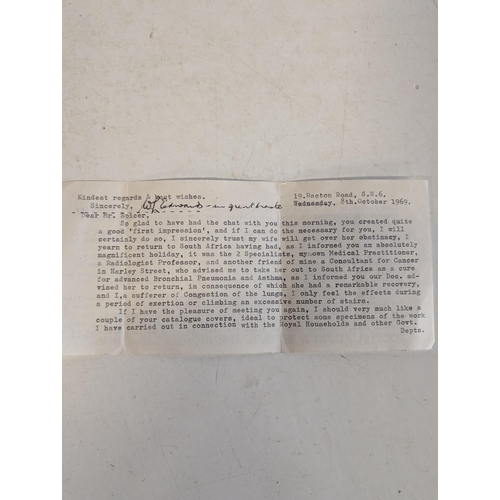 Kindest regards & best wishes.
Sincerely, WJ Edwards - in great haste
19.Racton Road, S.W.6.
Wednesday, 8th.October 1969.
Dear Mr. Spicer,
So glad to have had the chat with you this morning, you created quite
a good 'first impression', and if I can do the necessary for you, I will
certainly do so, I sincerely trust my wife will get over her obstinacy, I
yearn to return to South Africa having had, as I informed you an absolutely
magnificent holiday, it was the 2 Specialists, my own Medical Practitioner,
a Radiologist Professor, and another friend of mine a Consultant for Cancer
in Harley Street, who advised me to take her out to South Africa as a cure
for advanced Bronchial Pneumonia and Asthma, as I informed you our Doc. ad-
vised her to return, in consequence of which she had a remarkable recovery,
and I,a sufferer of Congestion of the lungs, I only feel the effects during
a period of exertion or climbing an excessive number of stairs.
If I have the pleasure of meeting you again, I should very much like a
couple of your catalogue covers, ideal to protect some specimens of the work
I have carried out in connection with the Royal Households and other Govt.
Depts.